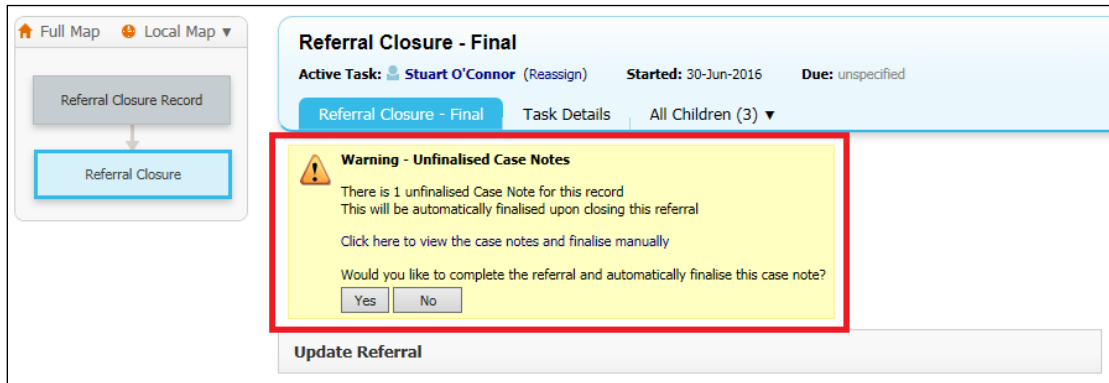 Full Map Local Map ▼
Referral Closure Record
Referral Closure
Referral Closure - Final
Active Task: Stuart O'Connor (Reassign) Started: 30-Jun-2016 Due: unspecified
Referral Closure - Final Task Details All Children (3) ▼
Warning - Unfinalised Case Notes
There is 1 unfinalised Case Note for this record
This will be automatically finalised upon closing this referral
Click here to view the case notes and finalise manually
Would you like to complete the referral and automatically finalise this case note?
Yes No
Update Referral